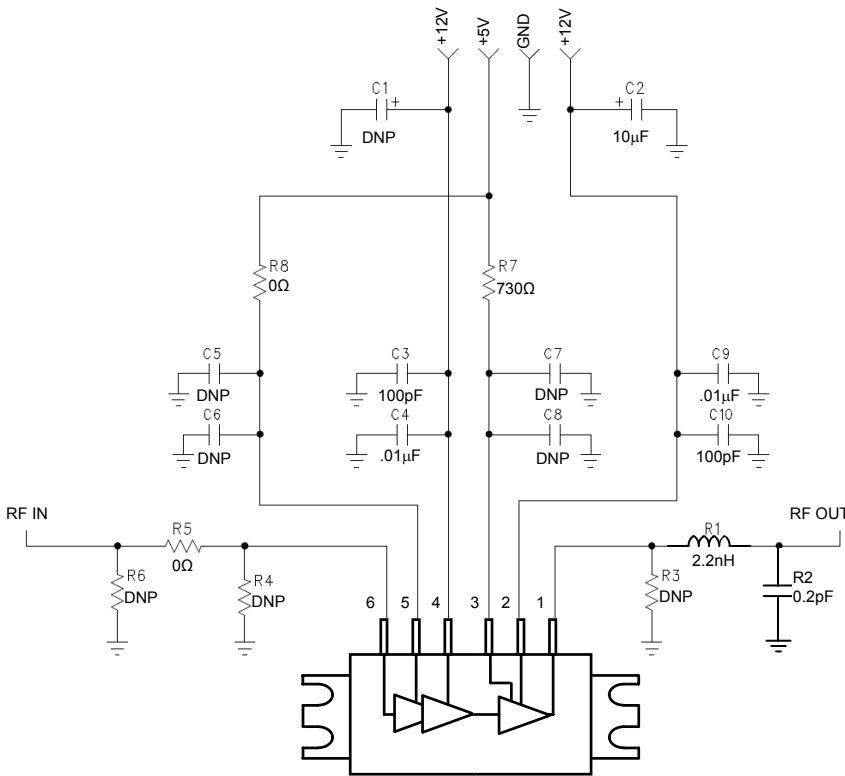 +12V
+5V
GND
+12V
C1
+
DNP
C2
+
10µF
R8
0Ω
R7
730Ω
C5
DNP
C6
DNP
C3
100pF
C4
.01µF
C7
DNP
C8
DNP
C9
.01µF
C10
100pF
RF IN
R5
0Ω
R6
DNP
R4
DNP
6
5
4
3
2
1
R1
2.2nH
R3
DNP
R2
0.2pF
RF OUT